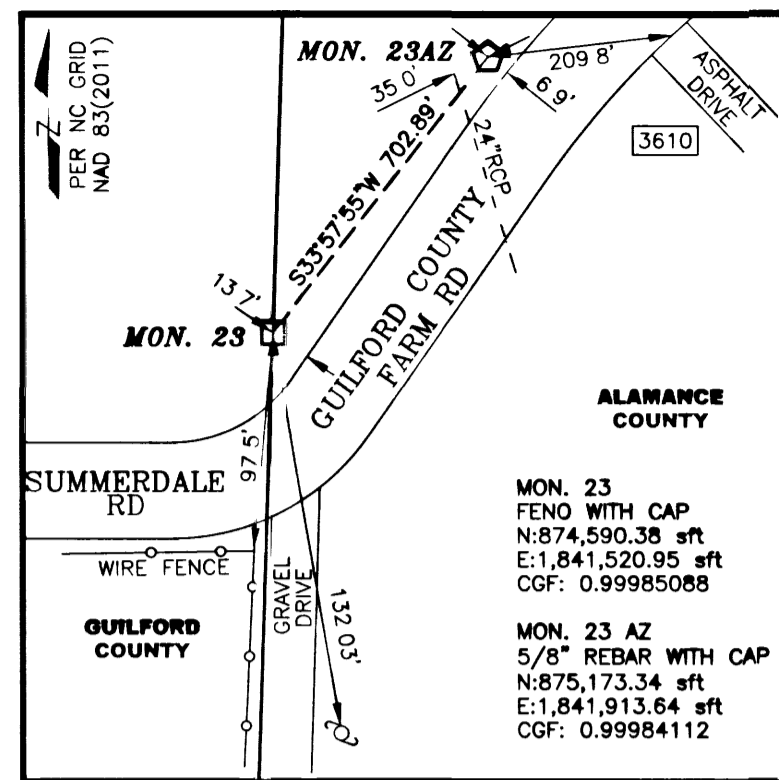 MON. 23AZ
209 8'
ASPHALT
DRIVE
3610
Z
PER NC GRID
NAD 83(2011)
35 0'
6 9'
24"RCP
S33°57'55"W 702.89'
13 7'
MON. 23
GUILFORD COUNTY
FARM RD
ALAMANCE
COUNTY
97 5'
SUMMERDALE
RD
WIRE FENCE
GRAVEL
DRIVE
132 03'
GUILFORD
COUNTY
MON. 23
FENO WITH CAP
N:874,590.38 sft
E:1,841,520.95 sft
CGF: 0.99985088
MON. 23 AZ
5/8" REBAR WITH CAP
N:875,173.34 sft
E:1,841,913.64 sft
CGF: 0.99984112